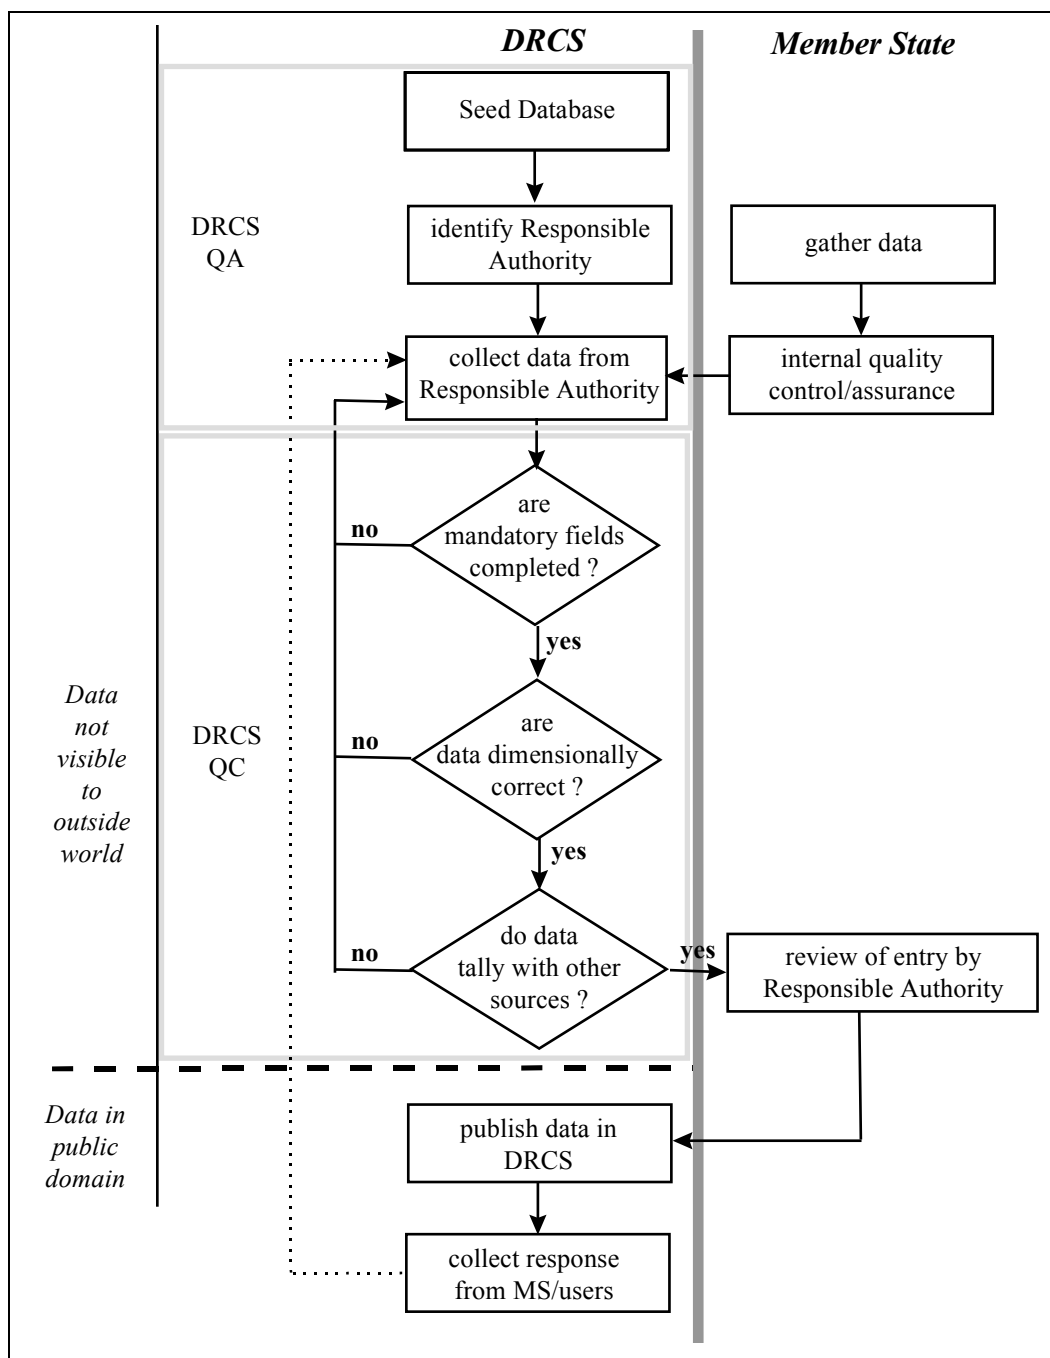 DRCS
Member State
Seed Database
DRCS
QA
identify Responsible
Authority
gather data
collect data from
Responsible Authority
internal quality
control/assurance
are
mandatory fields
completed ?
no
yes
Data
not
visible
to
outside
world
DRCS
QC
are
data dimensionally
correct ?
no
yes
do data
tally with other
sources ?
no
yes
review of entry by
Responsible Authority
Data in
public
domain
publish data in
DRCS
collect response
from MS/users